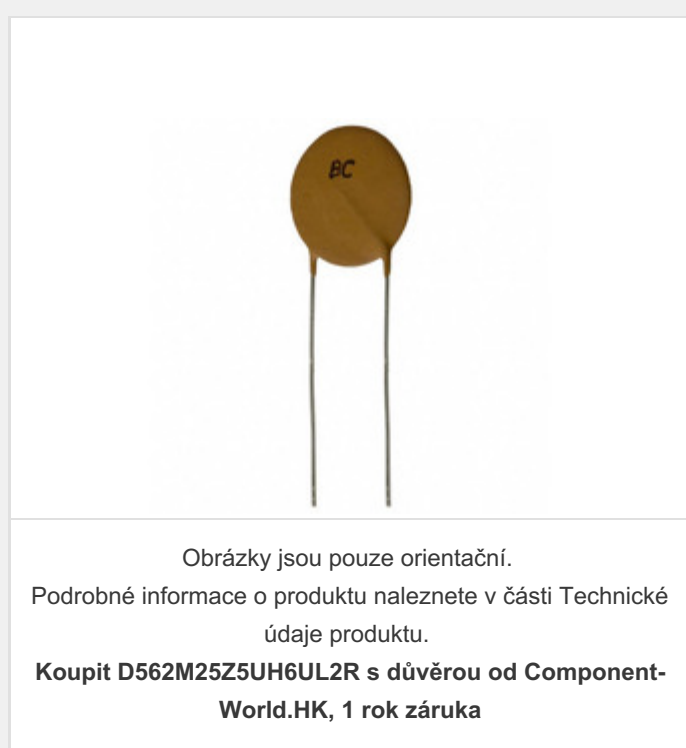 BC
Obrázky jsou pouze orientační.
Podrobné informace o produktu naleznete v části Technické
údaje produktu.
Koupit D562M25Z5UH6UL2R s důvěrou od Component-
World.HK, 1 rok záruka